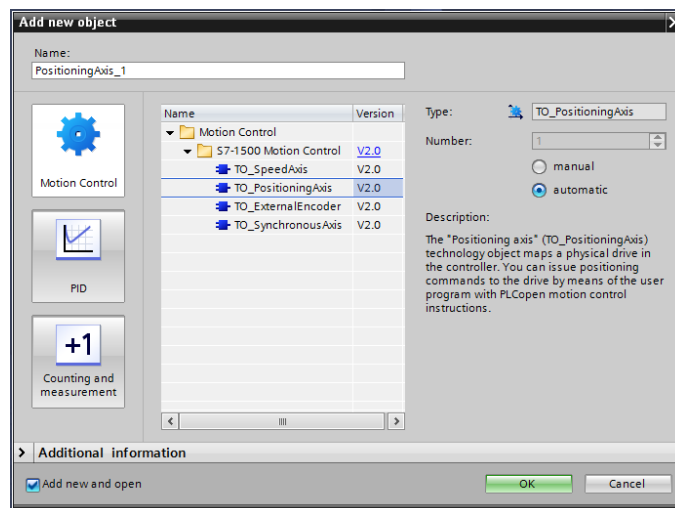 Add new object
Name:
PositioningAxis_1
Motion Control
PID
+1
Counting and
measurement
Name Version
Motion Control
S7-1500 Motion Control V2.0
TO_SpeedAxis V2.0
TO_PositioningAxis V2.0
TO_ExternalEncoder V2.0
TO_SynchronousAxis V2.0
Type: TO_PositioningAxis
Number: 1
manual
automatic
Description:
The "Positioning axis" (TO_PositioningAxis)
technology object maps a physical drive in
the controller. You can issue positioning
commands to the drive by means of the user
program with PLCopen motion control
instructions.
Additional information
Add new and open
OK Cancel